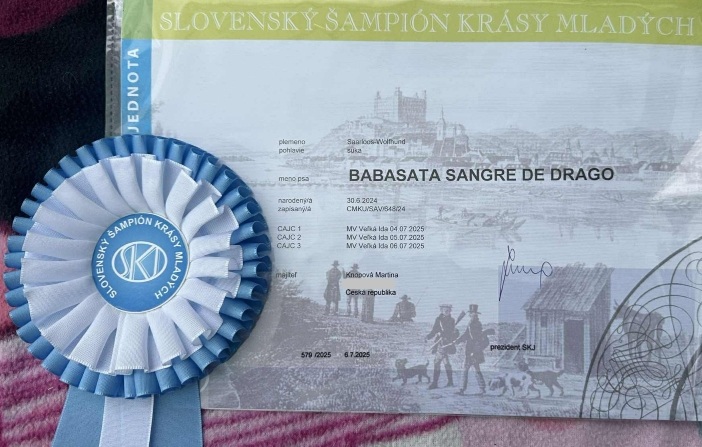 SLOVENSKÝ ŠAMPIÓN KRÁSY MLADÝCH
JEDNOTA
plemeno Saarloos-Wolfhund
pohlavie suka
meno psa BABASATA SANGRE DE DRAGO
narodený/á 30.6.2024
zapísaný/á CMKU/SAV/648/24
CAJC 1 MV Veľká Ida 04.07.2025
CAJC 2 MV Veľká Ida 05.07.2025
CAJC 3 MV Veľká Ida 06.07.2025
majiteľ Knopová Martina
Česká republika
579 /2025 6.7.2025
prezident SKJ
SLOVENSKÝ ŠAMPIÓN KRÁSY MLADÝCH
SKJ